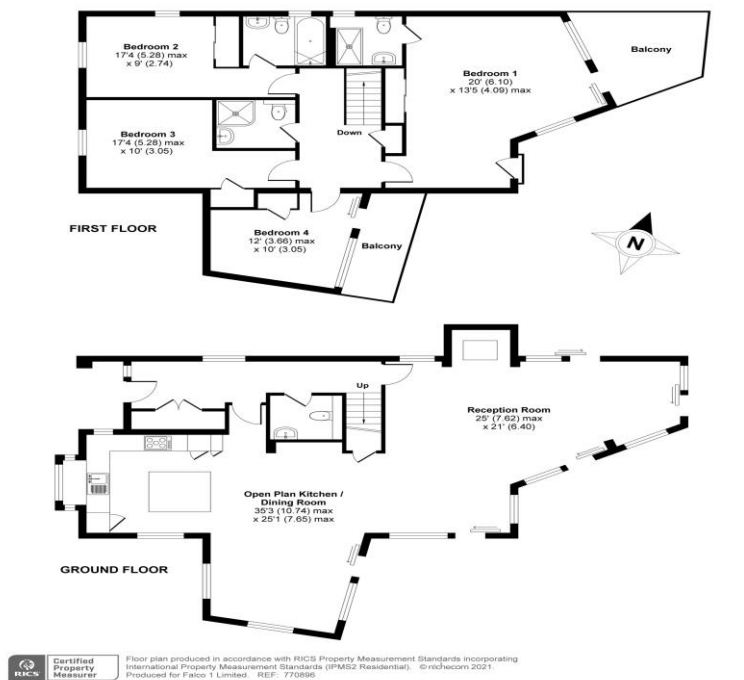 Bedroom 2
17'4 (5.28) max
x 9' (2.74)
Bedroom 1
20' (6.10)
x 13'5 (4.09) max
Balcony
Bedroom 3
17'4 (5.28) max
x 10' (3.05)
Down
FIRST FLOOR
Bedroom 4
12' (3.66) max
x 10' (3.05)
Balcony
N
Up
Reception Room
25' (7.62) max
x 21' (6.40)
Open Plan Kitchen /
Dining Room
35'3 (10.74) max
x 25'1 (7.65) max
GROUND FLOOR
RICS
Certified
Property
Measurer
Floor plan produced in accordance with RICS Property Measurement Standards incorporating
International Property Measurement Standards (IPMS2 Residential). © nichecom 2021.
Produced for Falco 1 Limited. REF: 770896